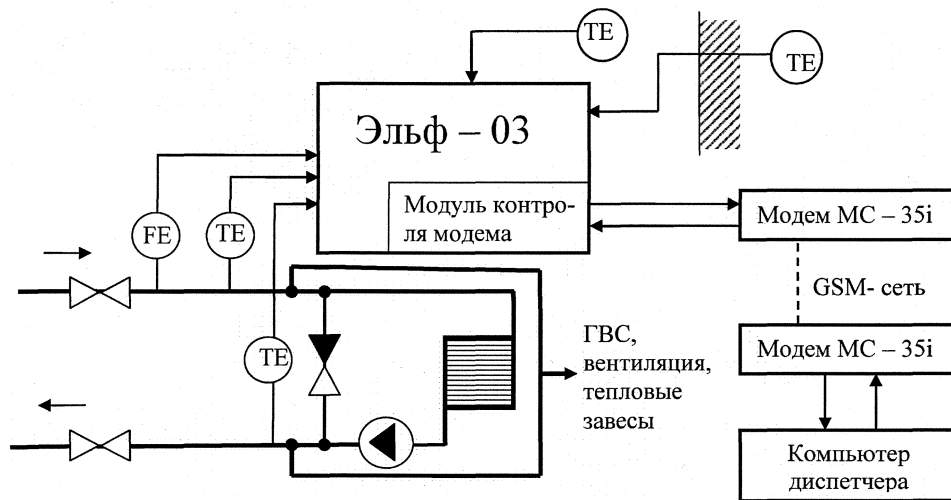 TE
TE
Эльф – 03
Модуль контро-
ля модема
FE
TE
TE
ГВС,
вентиляция,
тепловые
завесы
Модем МС – 35i
GSM- сеть
Модем МС – 35i
Компьютер
диспетчера